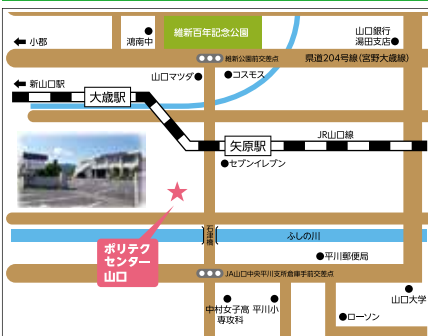 維新百年記念公園
山口銀行
湯田支店
小郡
鴻南中
維新公園前交差点
県道204号線(宮野大歳線)
新山口駅
山口マツダ
コスモス
大歳駅
JR山口線
矢原駅
セブンイレブン
ポリテク
センター
山口
石津橋
ふしの川
平川郵便局
JA山口中央平川支所倉庫手前交差点
山口大学
中村女子高
専攻科
平川小
ローソン